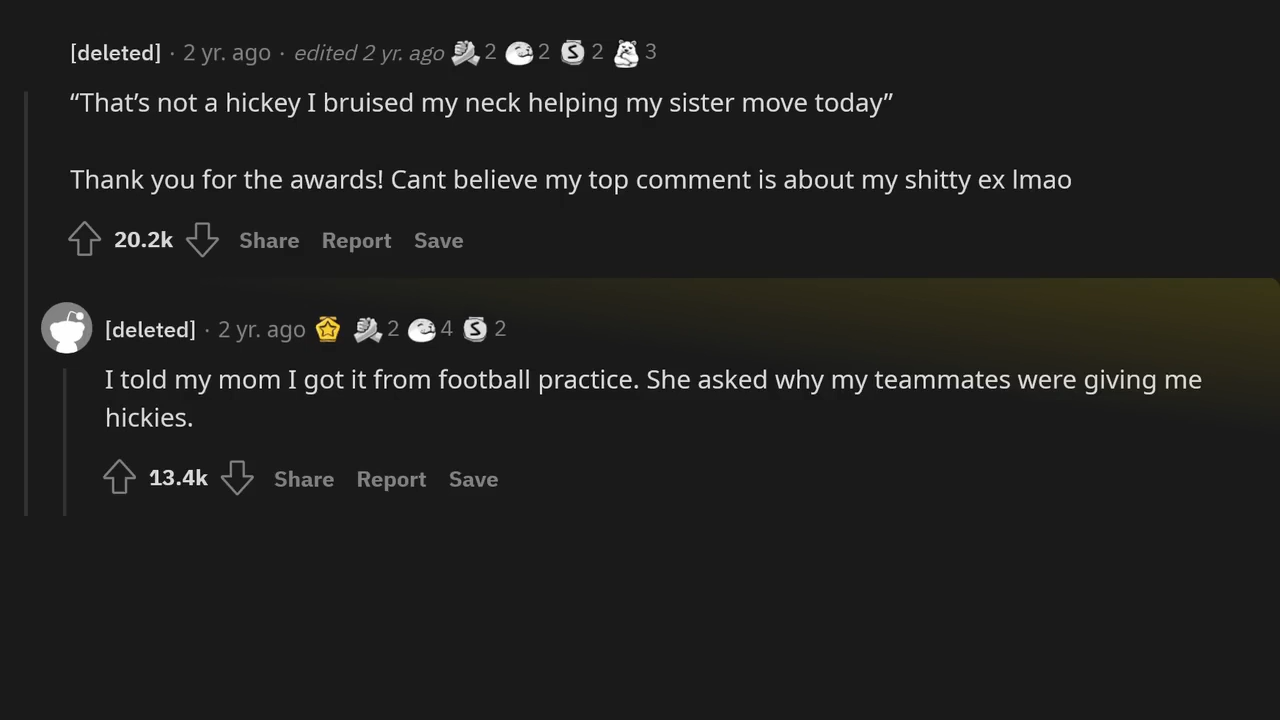 [deleted] · 2 yr. ago · edited 2 yr. ago 2 2 2 3
“That’s not a hickey I bruised my neck helping my sister move today”
Thank you for the awards! Cant believe my top comment is about my shitty ex lmao
20.2k Share Report Save
[deleted] · 2 yr. ago 2 4 2
I told my mom I got it from football practice. She asked why my teammates were giving me
hickies.
13.4k Share Report Save